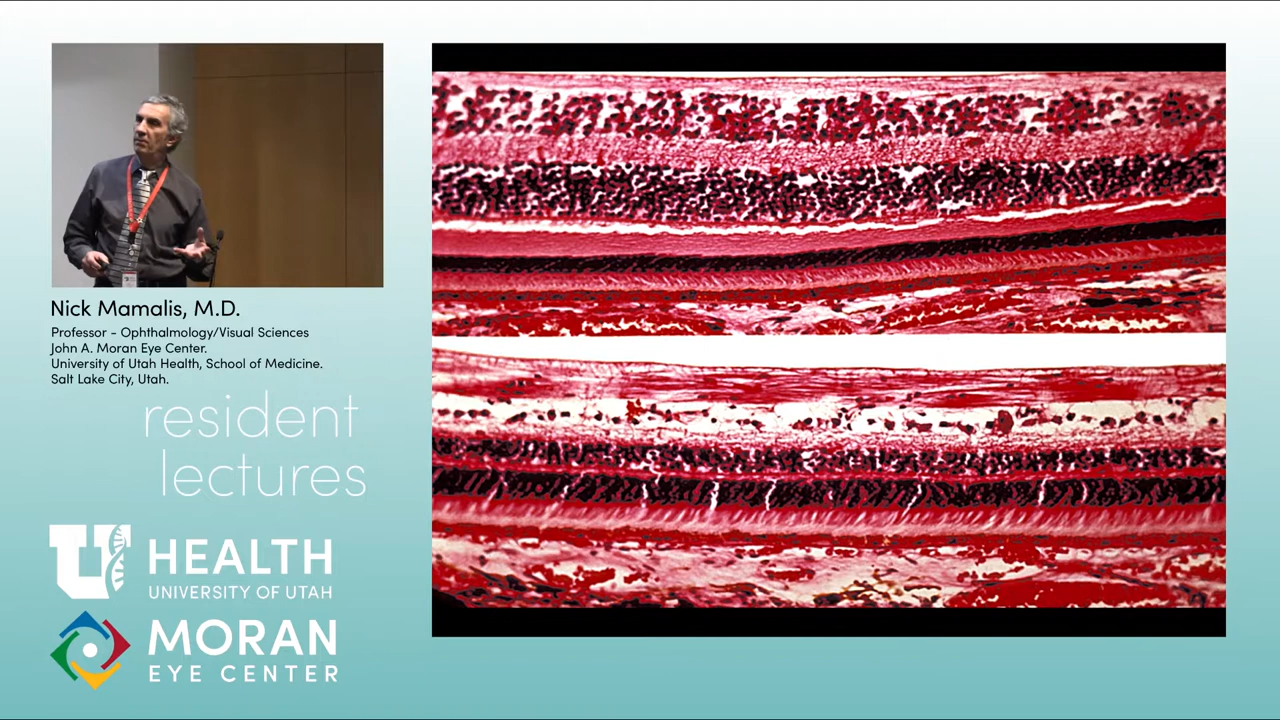 Nick Mamalis, M.D.
Professor - Ophthalmology/Visual Sciences
John A. Moran Eye Center.
University of Utah Health, School of Medicine.
Salt Lake City, Utah.
resident
lectures
U HEALTH
UNIVERSITY OF UTAH
MORAN
EYE CENTER